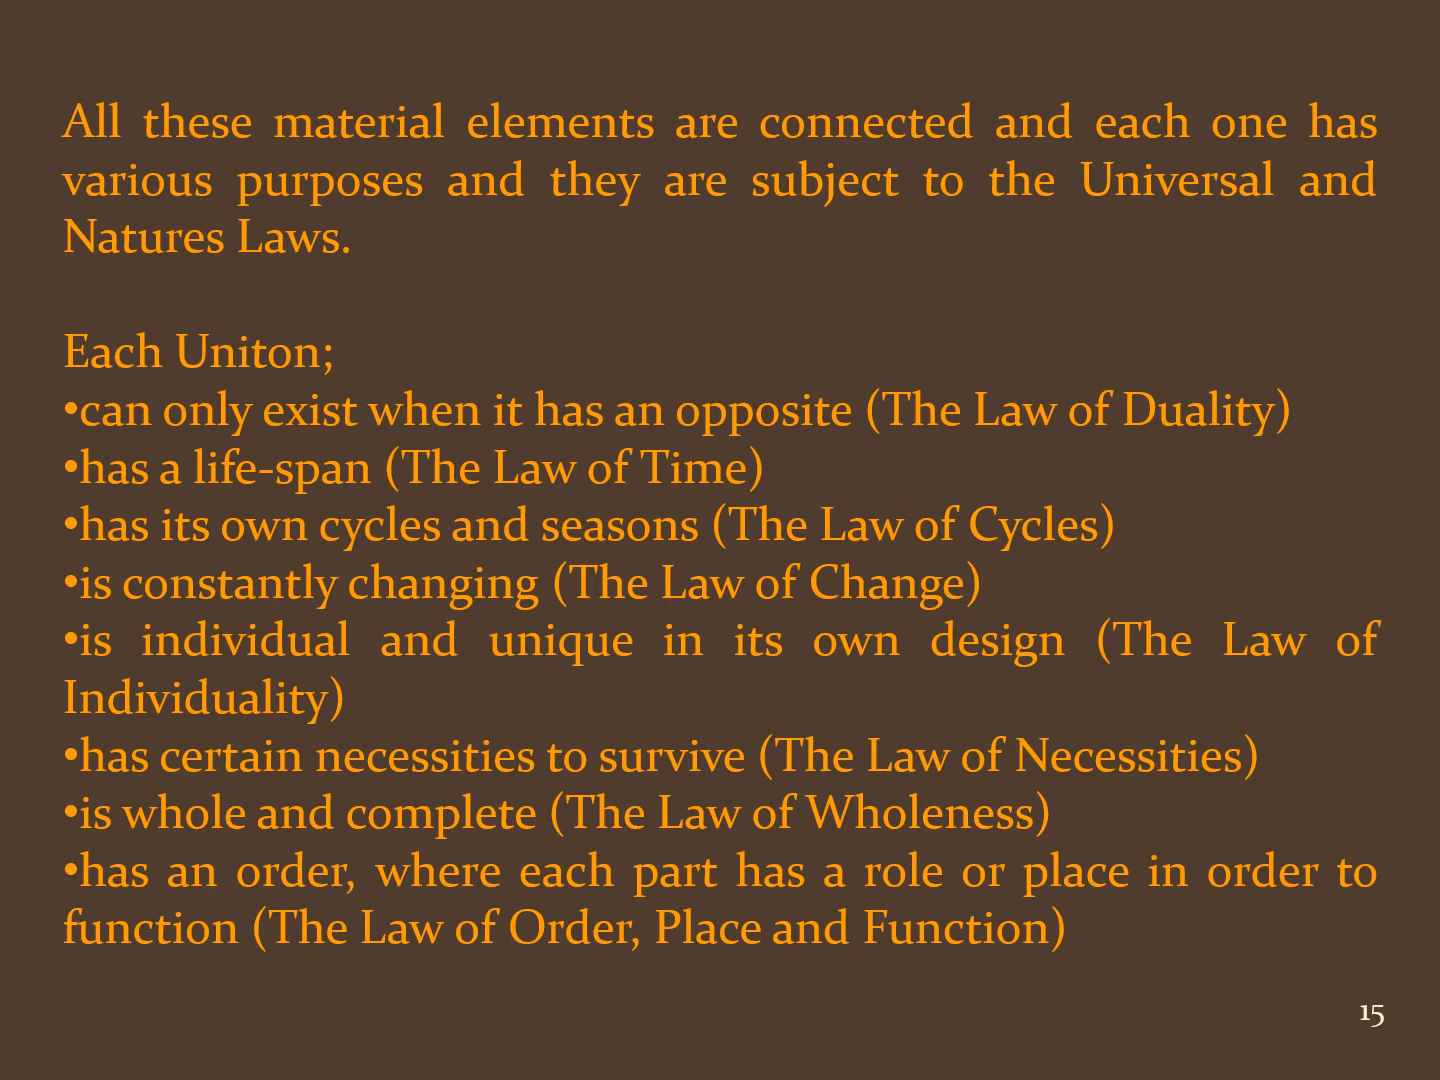 All these material elements are connected and each one has
various purposes and they are subject to the Universal and
Natures Laws.
Each Uniton;
•can only exist when it has an opposite (The Law of Duality)
•has a life-span (The Law of Time)
•has its own cycles and seasons (The Law of Cycles)
•is constantly changing (The Law of Change)
•is individual and unique in its own design (The Law of
Individuality)
•has certain necessities to survive (The Law of Necessities)
•is whole and complete (The Law of Wholeness)
•has an order, where each part has a role or place in order to
function (The Law of Order, Place and Function)
15